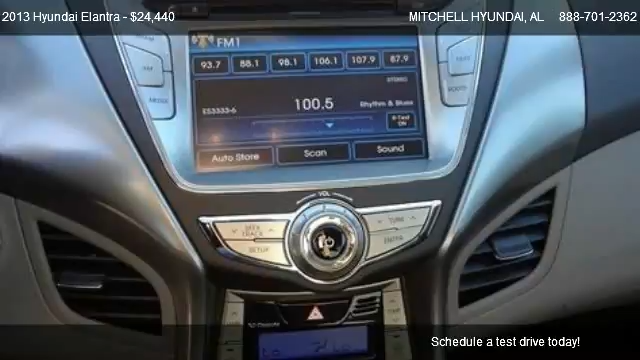 2013 Hyundai Elantra - $24,440 MITCHELL HYUNDAI, AL 888-701-2362
FM1
93.7 88.1 98.1 106.1 107.9 87.9
STEREO
100.5 Rhythm & Blues
Auto Store Scan Sound
VOL
SEEK TRACK TUNE
SETUP ENTER
Schedule a test drive today!